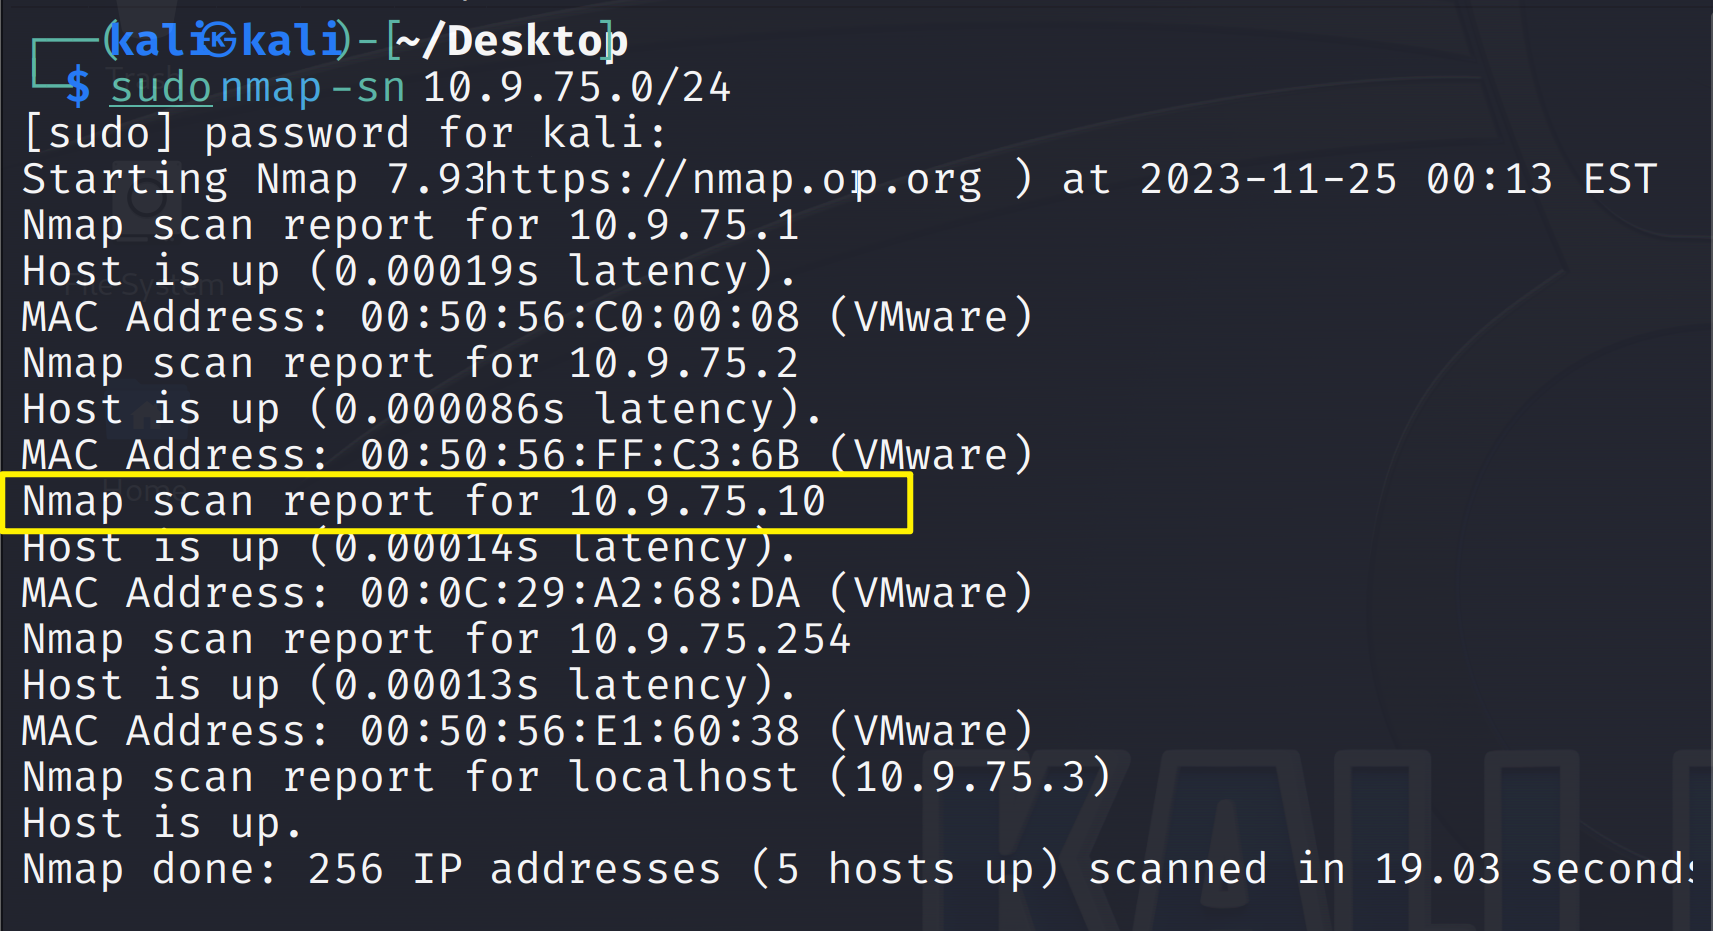 (kali㉿kali)-[~/Desktop]
$ sudo nmap -sn 10.9.75.0/24
[sudo] password for kali:
Starting Nmap 7.93https://nmap.orp.org ) at 2023-11-25 00:13 EST
Nmap scan report for 10.9.75.1
Host is up (0.00019s latency).
MAC Address: 00:50:56:C0:00:08 (VMware)
Nmap scan report for 10.9.75.2
Host is up (0.000086s latency).
MAC Address: 00:50:56:FF:C3:6B (VMware)
Nmap scan report for 10.9.75.10
Host is up (0.00014s latency).
MAC Address: 00:0C:29:A2:68:DA (VMware)
Nmap scan report for 10.9.75.254
Host is up (0.00013s latency).
MAC Address: 00:50:56:E1:60:38 (VMware)
Nmap scan report for localhost (10.9.75.3)
Host is up.
Nmap done: 256 IP addresses (5 hosts up) scanned in 19.03 seconds
Trash
File System
Home
KALI